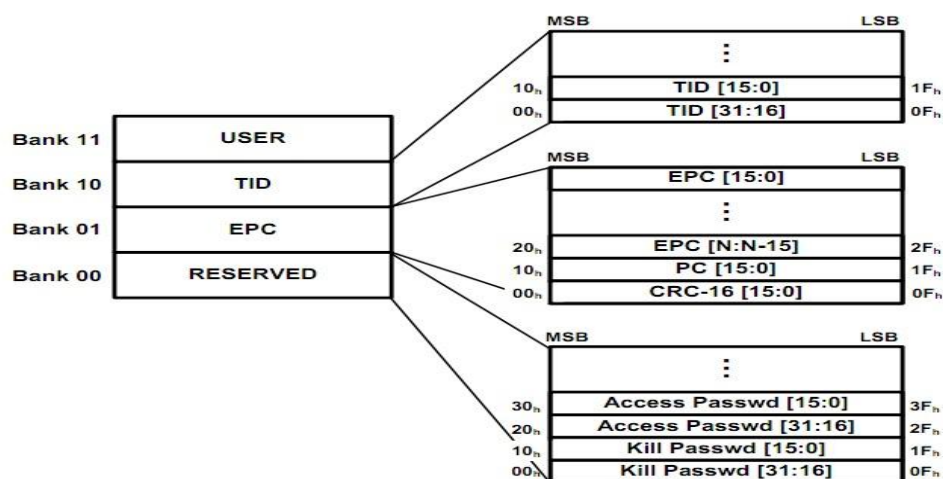 MSB LSB
⋮
10h TID [15:0] 1Fh
00h TID [31:16] 0Fh
Bank 11 USER
Bank 10 TID
Bank 01 EPC
Bank 00 RESERVED
MSB LSB
EPC [15:0]
⋮
20h EPC [N:N-15] 2Fh
10h PC [15:0] 1Fh
00h CRC-16 [15:0] 0Fh
MSB LSB
⋮
30h Access Passwd [15:0] 3Fh
20h Access Passwd [31:16] 2Fh
10h Kill Passwd [15:0] 1Fh
00h Kill Passwd [31:16] 0Fh